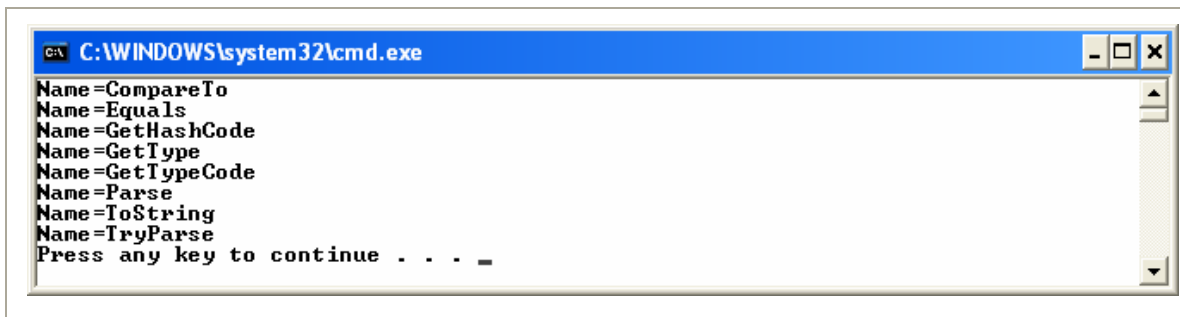 C:\WINDOWS\system32\cmd.exe
Name=CompareTo
Name=Equals
Name=GetHashCode
Name=GetType
Name=GetTypeCode
Name=Parse
Name=ToString
Name=TryParse
Press any key to continue . . . _